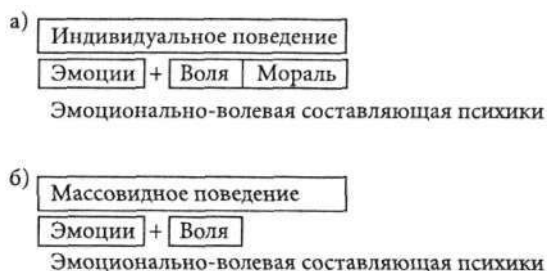 а) Индивидуальное поведение
Эмоции + Воля Мораль
Эмоционально-волевая составляющая психики
б) Массовидное поведение
Эмоции + Воля
Эмоционально-волевая составляющая психики